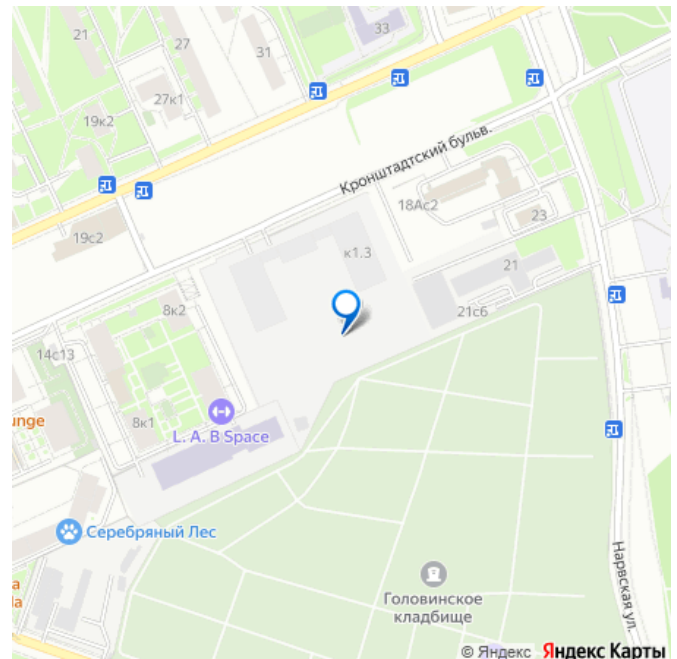 21
27
31
33
27к1
19к2
Кронштадтский бульв.
18Ас2
23
19с2
к1.3
21
8к2
21с6
14с13
unge
8к1
L. A. B Space
Серебряный Лес
а
la
Головинское
кладбище
Нарвская ул.
© Яндекс Яндекс Карты